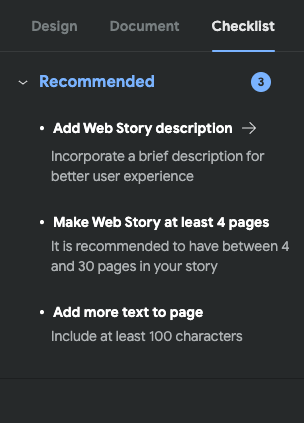 Design Document Checklist
Recommended 3
• Add Web Story description →
Incorporate a brief description for
better user experience
• Make Web Story at least 4 pages
It is recommended to have between 4
and 30 pages in your story
• Add more text to page
Include at least 100 characters